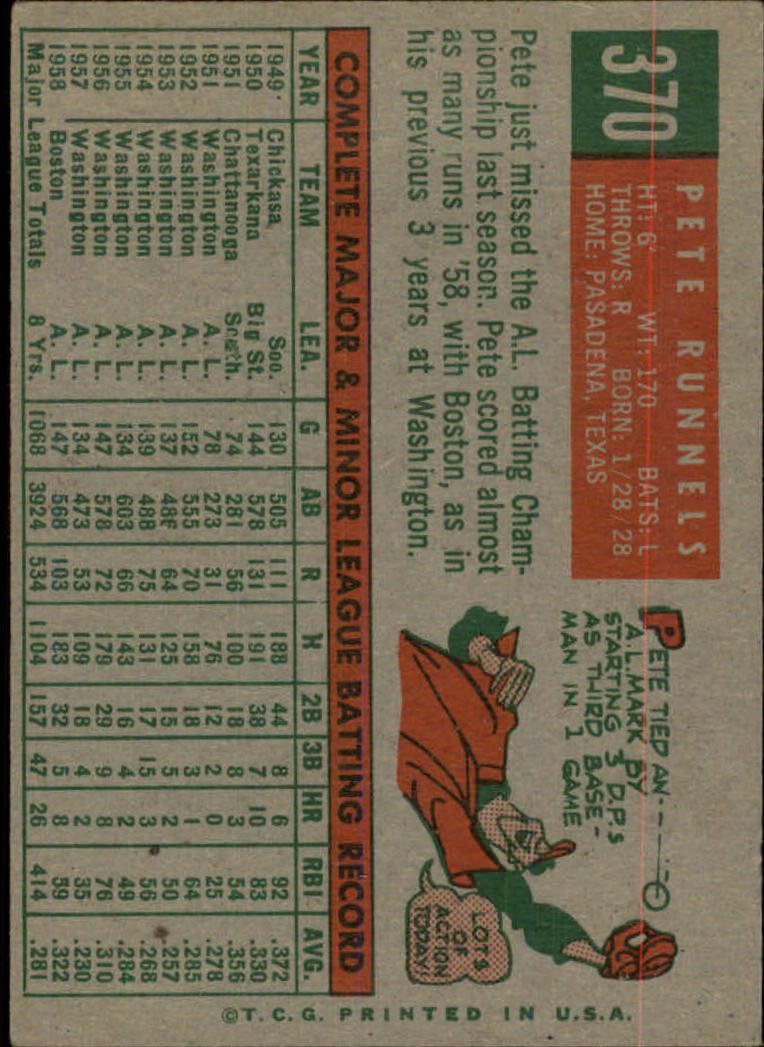 370
PETE RUNNELS
HT: 6' WT: 170 BATS: L
THROWS: R BORN: 1/28/28
HOME: PASADENA, TEXAS
Pete just missed the A.L. Batting Cham-
pionship last season. Pete scored almost
as many runs in '58, with Boston, as in
his previous 3 years at Washington.
PETE TIED AN
A.L. MARK BY
STARTING 3 D.P.S
AS THIRD BASE-
MAN IN 1 GAME
LOTS
OF
ACTION
TODAY!
COMPLETE MAJOR & MINOR LEAGUE BATTING RECORD
YEAR TEAM LEA. G AB R H 2B 3B HR RBI AVG.
1949 Chickasa Soo. 130 505 111 188 44 8 6 92 .372
1950 Texarkana Big St. 144 578 131 191 38 7 10 83 .330
1951 Chattanooga South. 74 281 56 100 18 8 3 54 .356
1951 Washington A. L. 78 273 31 76 12 2 0 25 .278
1952 Washington A. L. 152 555 70 158 18 3 1 64 .285
1953 Washington A. L. 137 486 64 125 15 5 2 50 .257
1954 Washington A. L. 139 488 75 131 17 15 3 56 .268
1955 Washington A. L. 134 603 66 143 16 4 2 49 .284
1956 Washington A. L. 147 578 72 179 29 9 8 76 .310
1957 Washington A. L. 134 473 53 109 18 4 2 35 .230
1958 Boston A. L. 147 568 103 183 32 5 8 59 .322
Major League Totals 8 Yrs. 1068 3924 534 1104 157 47 26 414 .281
©T.C.G. PRINTED IN U.S.A.